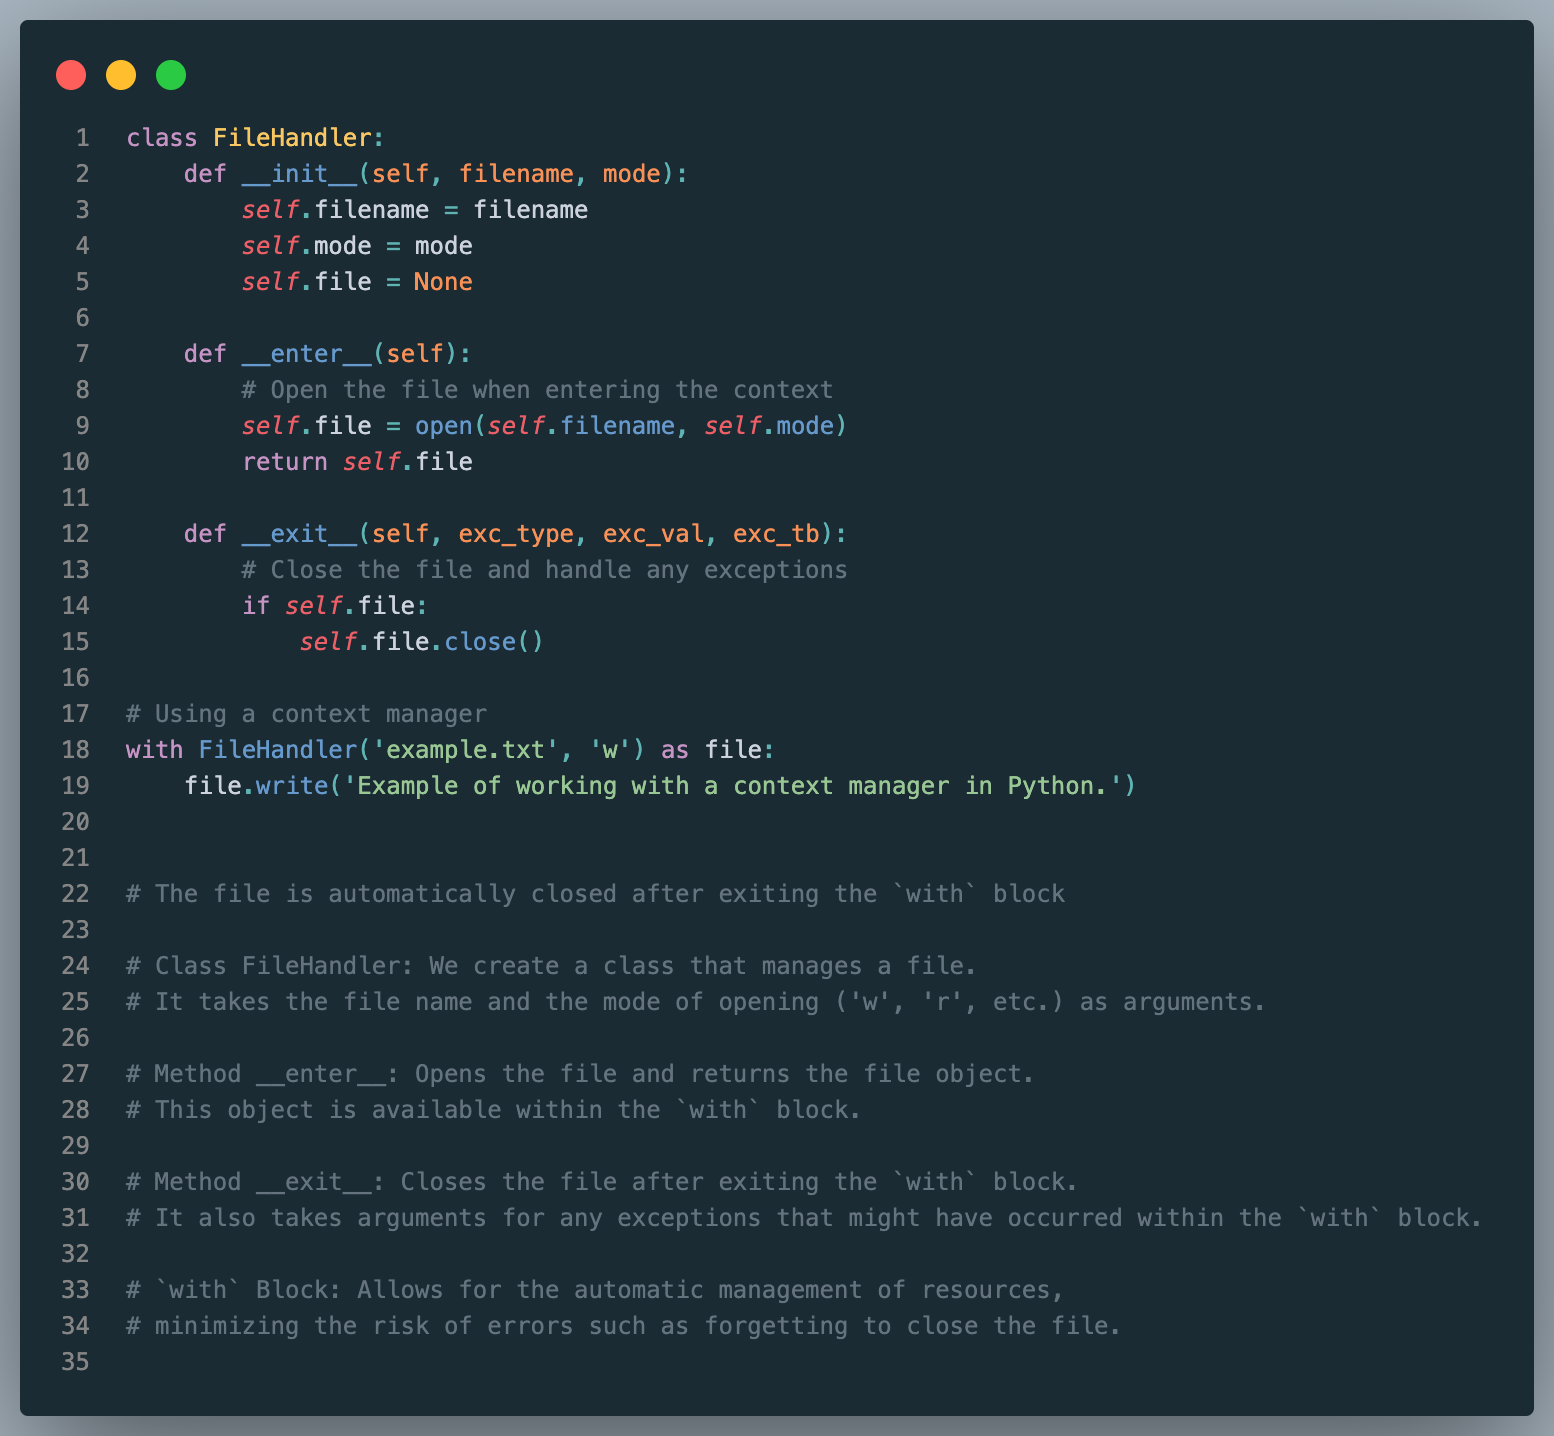 1 class FileHandler:
2     def __init__(self, filename, mode):
3         self.filename = filename
4         self.mode = mode
5         self.file = None
6
7     def __enter__(self):
8         # Open the file when entering the context
9         self.file = open(self.filename, self.mode)
10         return self.file
11
12     def __exit__(self, exc_type, exc_val, exc_tb):
13         # Close the file and handle any exceptions
14         if self.file:
15             self.file.close()
16
17 # Using a context manager
18 with FileHandler('example.txt', 'w') as file:
19     file.write('Example of working with a context manager in Python.')
20
21
22 # The file is automatically closed after exiting the `with` block
23
24 # Class FileHandler: We create a class that manages a file.
25 # It takes the file name and the mode of opening ('w', 'r', etc.) as arguments.
26
27 # Method __enter__: Opens the file and returns the file object.
28 # This object is available within the `with` block.
29
30 # Method __exit__: Closes the file after exiting the `with` block.
31 # It also takes arguments for any exceptions that might have occurred within the `with` block.
32
33 # `with` Block: Allows for the automatic management of resources,
34 # minimizing the risk of errors such as forgetting to close the file.
35